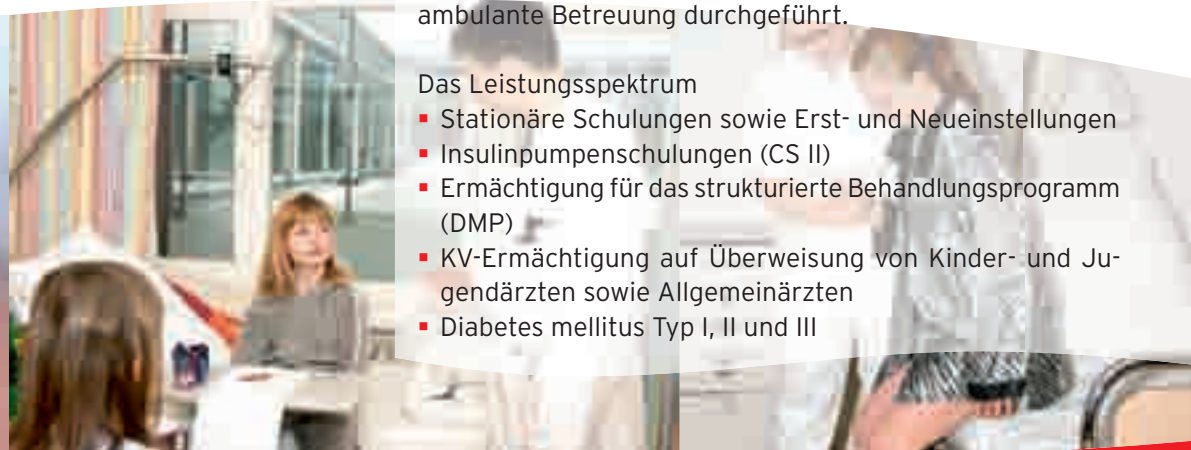 ambulante Betreuung durchgeführt.
Das Leistungsspektrum
▪ Stationäre Schulungen sowie Erst- und Neueinstellungen
▪ Insulinpumpenschulungen (CS II)
▪ Ermächtigung für das strukturierte Behandlungsprogramm
(DMP)
▪ KV-Ermächtigung auf Überweisung von Kinder- und Ju-
gendärzten sowie Allgemeinärzten
▪ Diabetes mellitus Typ I, II und III